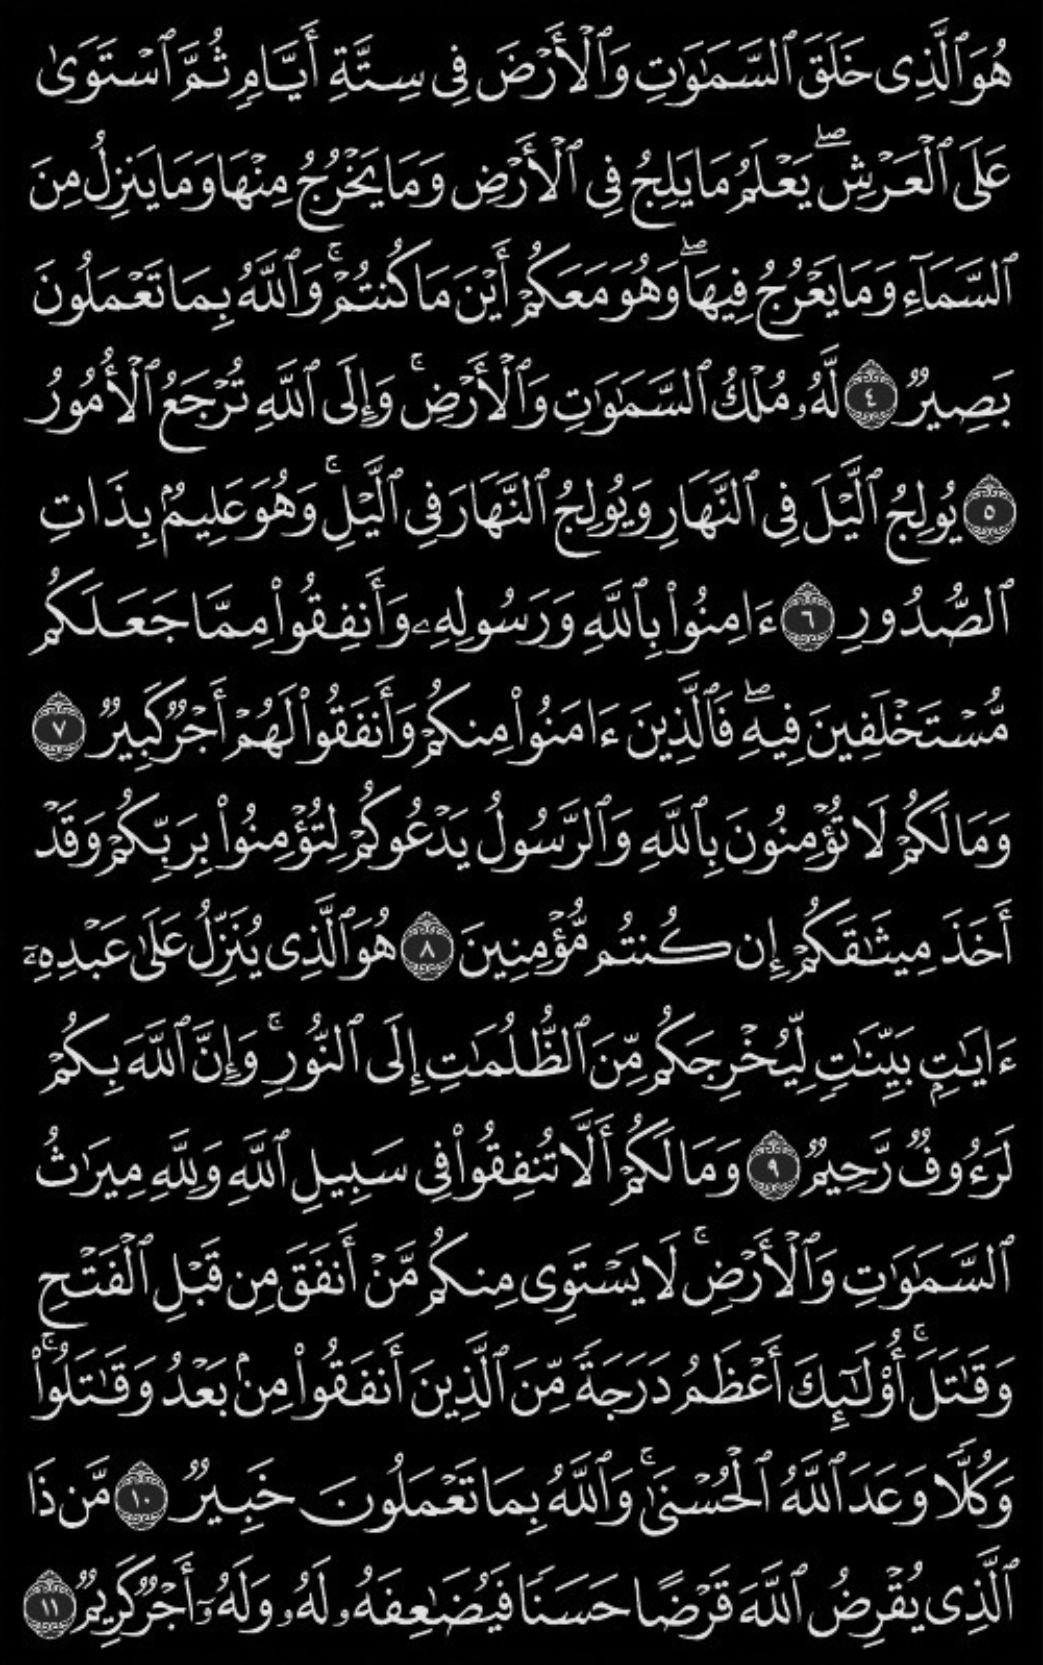 هُوَ ٱلَّذِى خَلَقَ ٱلسَّمَٰوَٰتِ وَٱلْأَرْضَ فِى سِتَّةِ أَيَّامٍ ثُمَّ ٱسْتَوَىٰ
عَلَى ٱلْعَرْشِ ۖ يَعْلَمُ مَا يَلِجُ فِى ٱلْأَرْضِ وَمَا يَخْرُجُ مِنْهَا وَمَا يَنزِلُ مِنَ
ٱلسَّمَآءِ وَمَا يَعْرُجُ فِيهَا ۖ وَهُوَ مَعَكُمْ أَيْنَ مَا كُنتُمْ ۚ وَٱللَّهُ بِمَا تَعْمَلُونَ
بَصِيرٌ ٤ لَّهُۥ مُلْكُ ٱلسَّمَٰوَٰتِ وَٱلْأَرْضِ ۚ وَإِلَى ٱللَّهِ تُرْجَعُ ٱلْأُمُورُ
٥ يُولِجُ ٱلَّيْلَ فِى ٱلنَّهَارِ وَيُولِجُ ٱلنَّهَارَ فِى ٱلَّيْلِ ۚ وَهُوَ عَلِيمٌۢ بِذَاتِ
ٱلصُّدُورِ ٦ ءَامِنُوا۟ بِٱللَّهِ وَرَسُولِهِۦ وَأَنفِقُوا۟ مِمَّا جَعَلَكُم
مُّسْتَخْلَفِينَ فِيهِ ۖ فَٱلَّذِينَ ءَامَنُوا۟ مِنكُمْ وَأَنفَقُوا۟ لَهُمْ أَجْرٌ كَبِيرٌ ٧
وَمَا لَكُمْ لَا تُؤْمِنُونَ بِٱللَّهِ وَٱلرَّسُولُ يَدْعُوكُمْ لِتُؤْمِنُوا۟ بِرَبِّكُمْ وَقَدْ
أَخَذَ مِيثَٰقَكُمْ إِن كُنتُم مُّؤْمِنِينَ ٨ هُوَ ٱلَّذِى يُنَزِّلُ عَلَىٰ عَبْدِهِۦٓ
ءَايَٰتٍۭ بَيِّنَٰتٍ لِّيُخْرِجَكُم مِّنَ ٱلظُّلُمَٰتِ إِلَى ٱلنُّورِ ۚ وَإِنَّ ٱللَّهَ بِكُمْ
لَرَءُوفٌ رَّحِيمٌ ٩ وَمَا لَكُمْ أَلَّا تُنفِقُوا۟ فِى سَبِيلِ ٱللَّهِ وَلِلَّهِ مِيرَٰثُ
ٱلسَّمَٰوَٰتِ وَٱلْأَرْضِ ۚ لَا يَسْتَوِى مِنكُم مَّنْ أَنفَقَ مِن قَبْلِ ٱلْفَتْحِ
وَقَٰتَلَ ۚ أُو۟لَٰٓئِكَ أَعْظَمُ دَرَجَةً مِّنَ ٱلَّذِينَ أَنفَقُوا۟ مِنۢ بَعْدُ وَقَٰتَلُوا۟ ۚ
وَكُلًّا وَعَدَ ٱللَّهُ ٱلْحُسْنَىٰ ۚ وَٱللَّهُ بِمَا تَعْمَلُونَ خَبِيرٌ ١٠ مَّن ذَا
ٱلَّذِى يُقْرِضُ ٱللَّهَ قَرْضًا حَسَنًا فَيُضَٰعِفَهُۥ لَهُۥ وَلَهُۥٓ أَجْرٌ كَرِيمٌ ١١